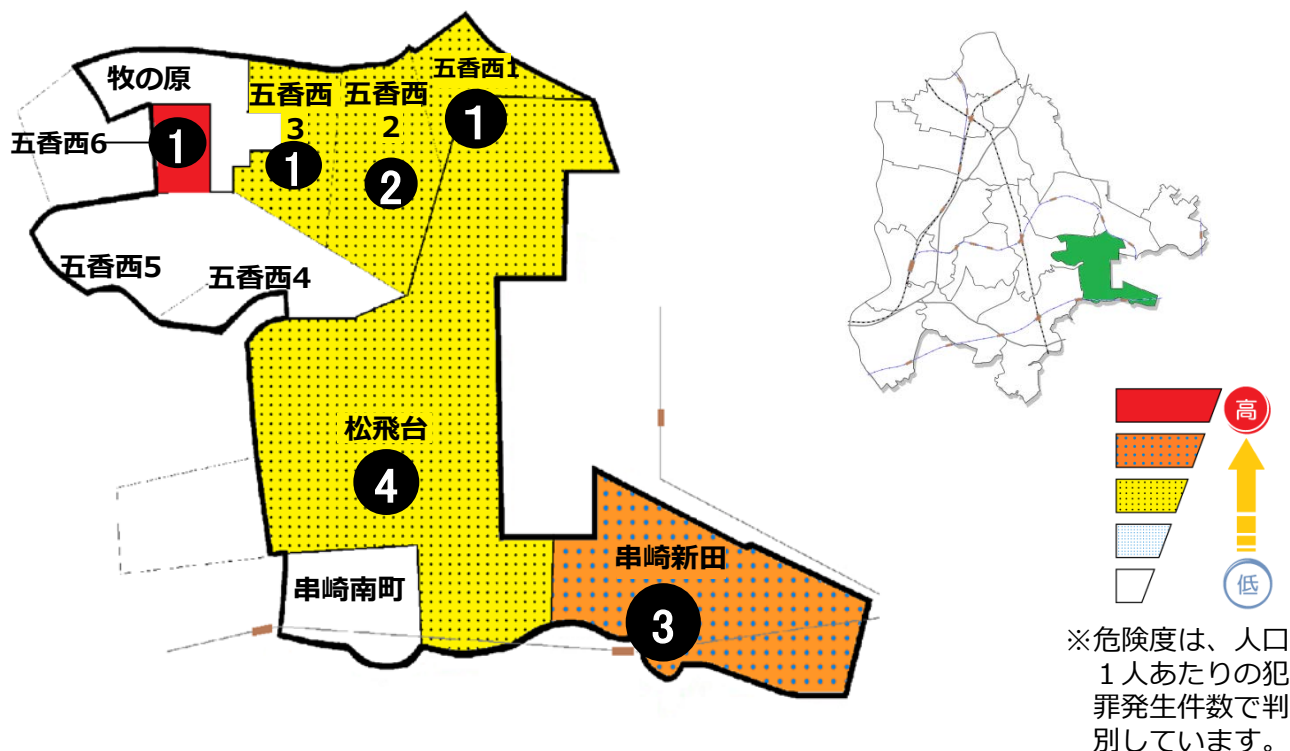 牧の原
五香西6
1
五香西
3
1
五香西
2
2
五香西1
1
五香西5
五香西4
松飛台
4
串崎南町
串崎新田
3
高
低
※危険度は、人口
１人あたりの犯
罪発生件数で判
別しています。